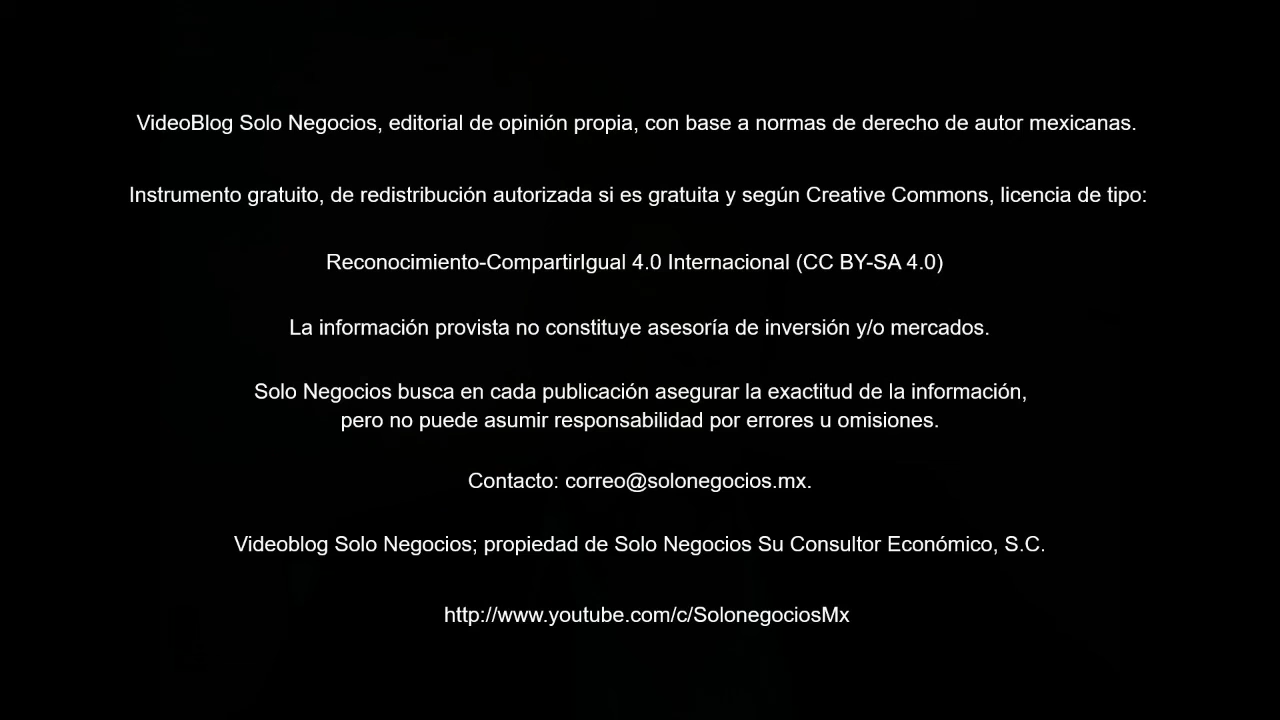 VideoBlog Solo Negocios, editorial de opinión propia, con base a normas de derecho de autor mexicanas.
Instrumento gratuito, de redistribución autorizada si es gratuita y según Creative Commons, licencia de tipo:
Reconocimiento-CompartirIgual 4.0 Internacional (CC BY-SA 4.0)
La información provista no constituye asesoría de inversión y/o mercados.
Solo Negocios busca en cada publicación asegurar la exactitud de la información,
pero no puede asumir responsabilidad por errores u omisiones.
Contacto: correo@solonegocios.mx.
Videoblog Solo Negocios; propiedad de Solo Negocios Su Consultor Económico, S.C.
http://www.youtube.com/c/SolonegociosMx